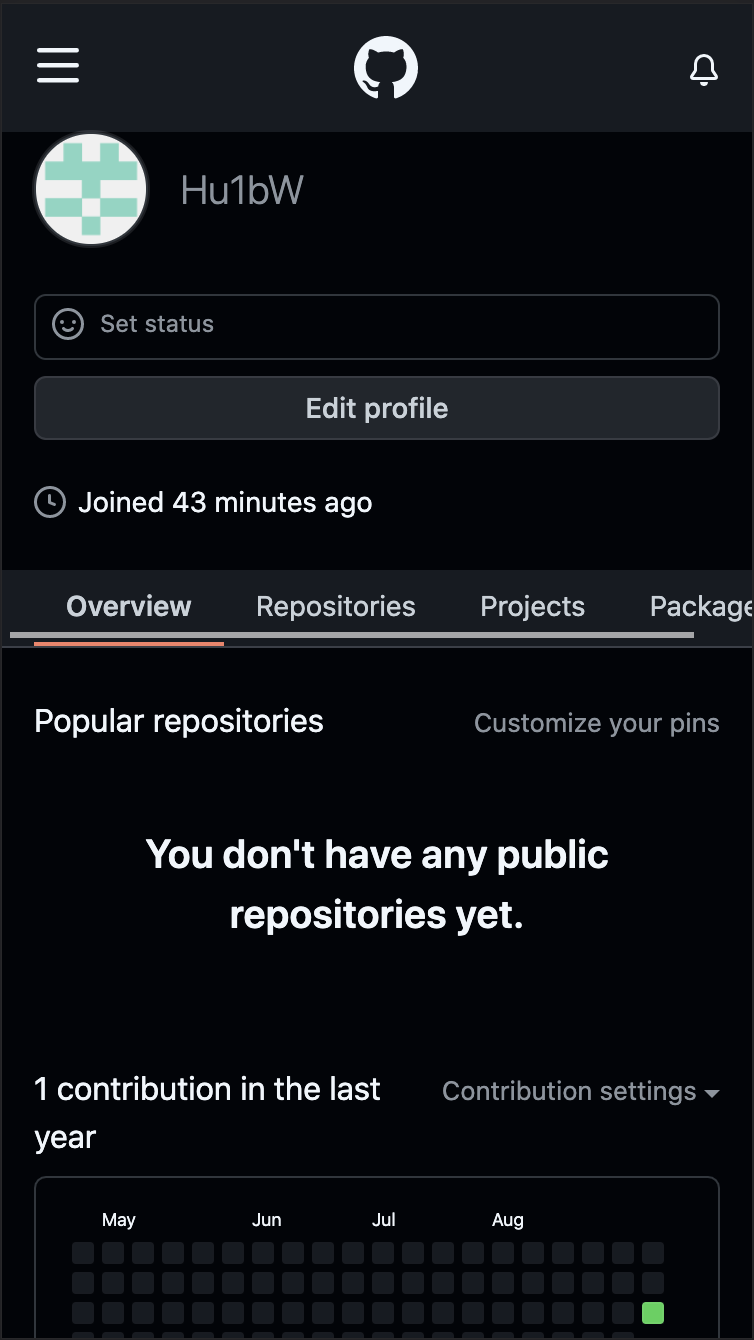 Hu1bW
Set status
Edit profile
Joined 43 minutes ago
Overview Repositories Projects Package
Popular repositories Customize your pins
You don't have any public
repositories yet.
1 contribution in the last Contribution settings
year
May Jun Jul Aug